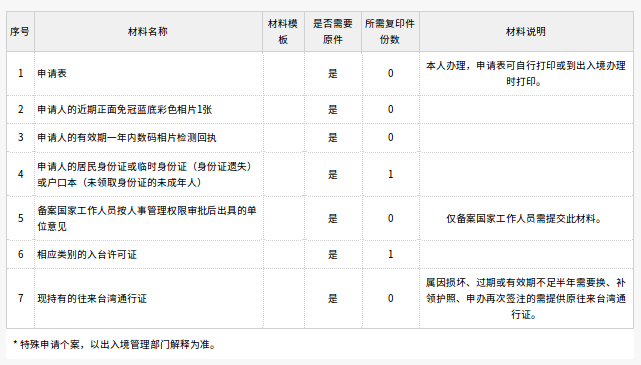 序号 材料名称 材料模板 是否需要原件 所需复印件份数 材料说明
1 申请表 是 0 本人办理，申请表可自行打印或到出入境办理
时打印。
2 申请人的近期正面免冠蓝底彩色相片1张 是 0
3 申请人的有效期一年内数码相片检测回执 是 0
4 申请人的居民身份证或临时身份证（身份证遗失）
或户口本（未领取身份证的未成年人） 是 1
5 备案国家工作人员按人事管理权限审批后出具的单
位意见 是 0 仅备案国家工作人员需提交此材料。
6 相应类别的入台许可证 是 1
7 现持有的往来台湾通行证 是 0 属因损坏、过期或有效期不足半年需要换、补
领护照、申办再次签注的需提供原往来台湾通
行证。
* 特殊申请个案，以出入境管理部门解释为准。